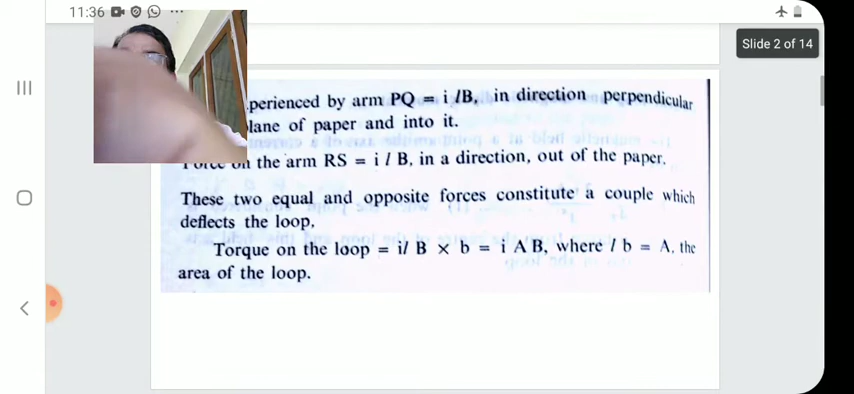 11:36
Slide 2 of 14
perienced by arm PQ = i lB, in direction perpendicular
lane of paper and into it.
Force on the arm RS = i l B, in a direction, out of the paper.
These two equal and opposite forces constitute a couple which
deflects the loop.
Torque on the loop = il B × b = i A B, where l b = A, the
area of the loop.